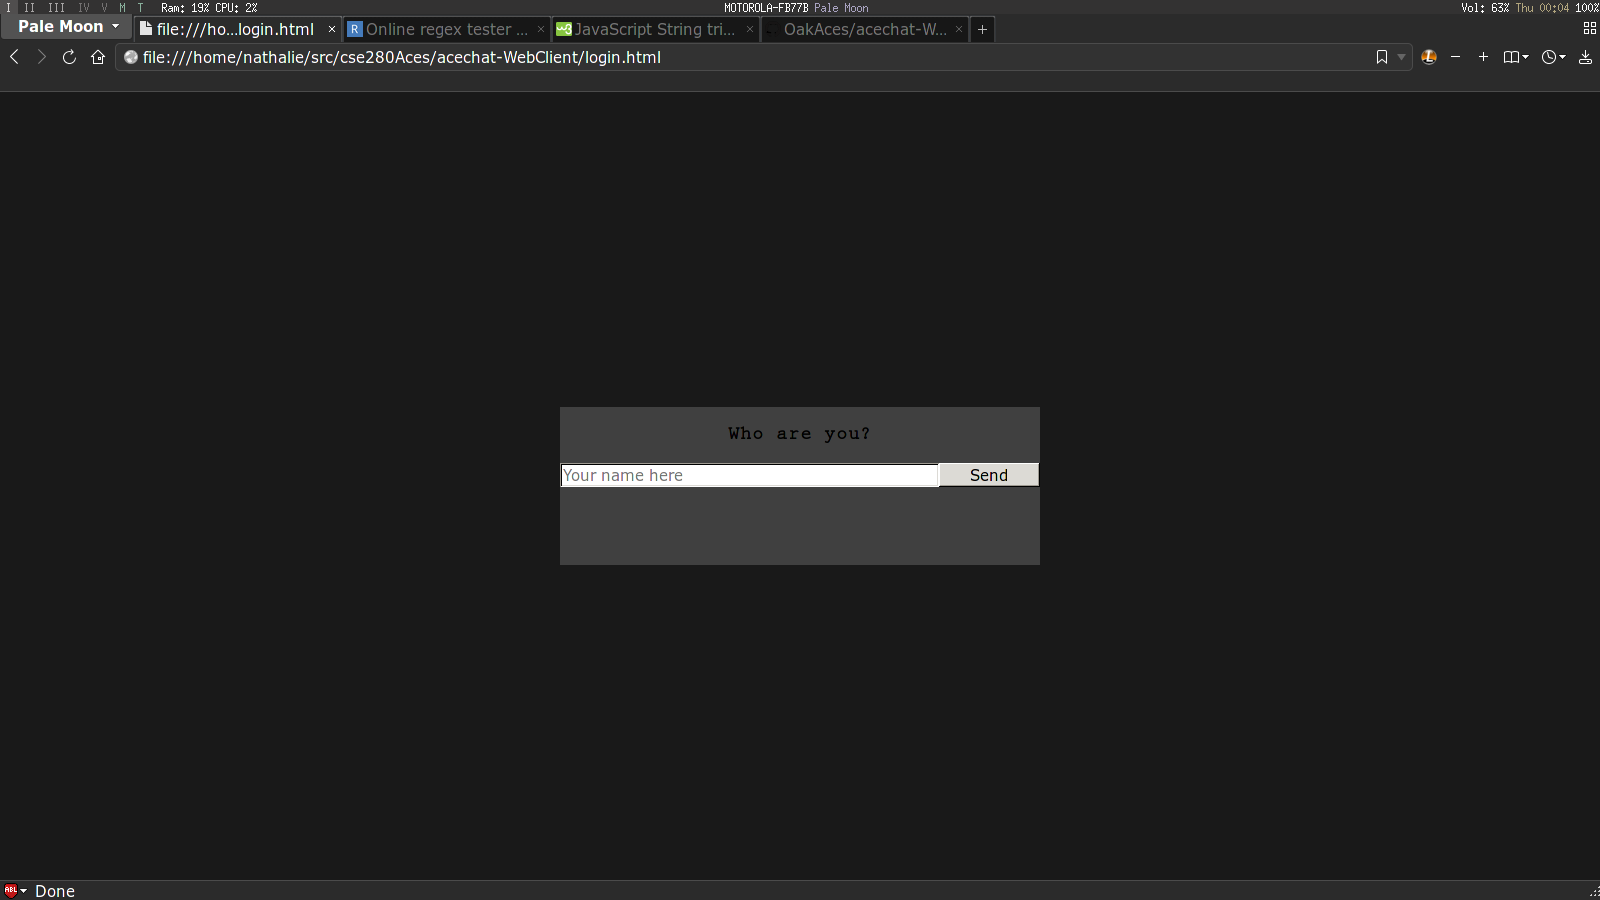 I II III IV V M T Ram: 19% CPU: 2% MOTOROLA-FB77B Pale Moon Vol: 63% Thu 00:04 100%
Pale Moon file:///ho...login.html × Online regex tester ... × JavaScript String tri... × OakAces/acechat-W... × +
file:///home/nathalie/src/cse280Aces/acechat-WebClient/login.html
Who are you?
Your name here Send
ABL Done